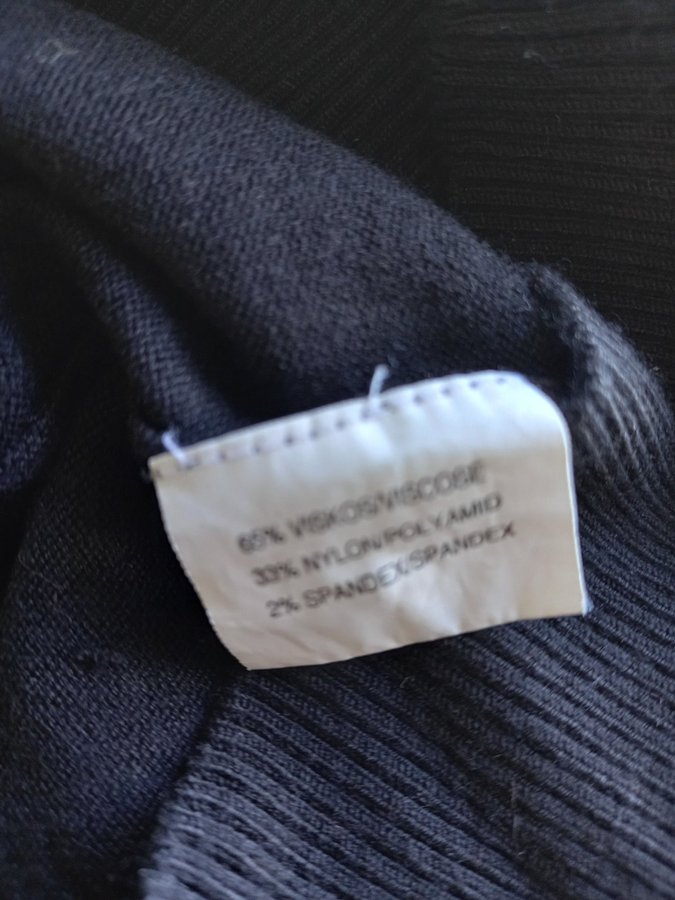 65% VISKOS/VISCOSE
33% NYLON/POLYAMID
2% SPANDEX/SPANDEX